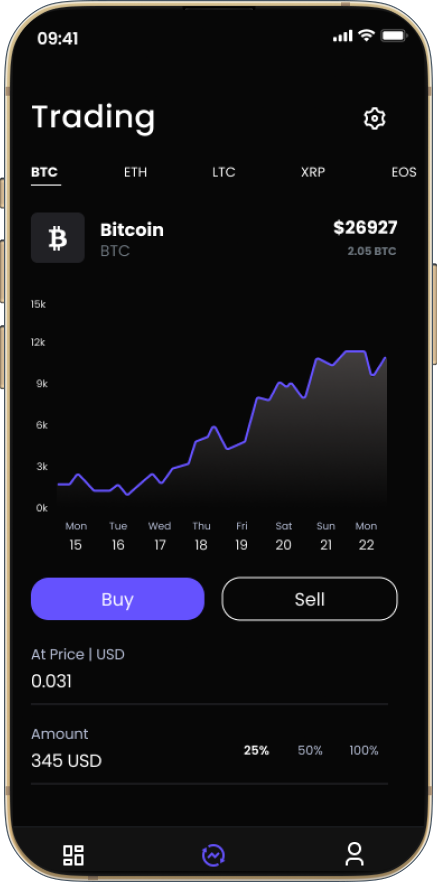 09:41
Trading
BTC ETH LTC XRP EOS
Bitcoin $26927
BTC 2.05 BTC
15k
12k
9k
6k
3k
0k
Mon Tue Wed Thu Fri Sat Sun Mon
15 16 17 18 19 20 21 22
Buy Sell
At Price | USD
0.031
Amount
345 USD 25% 50% 100%